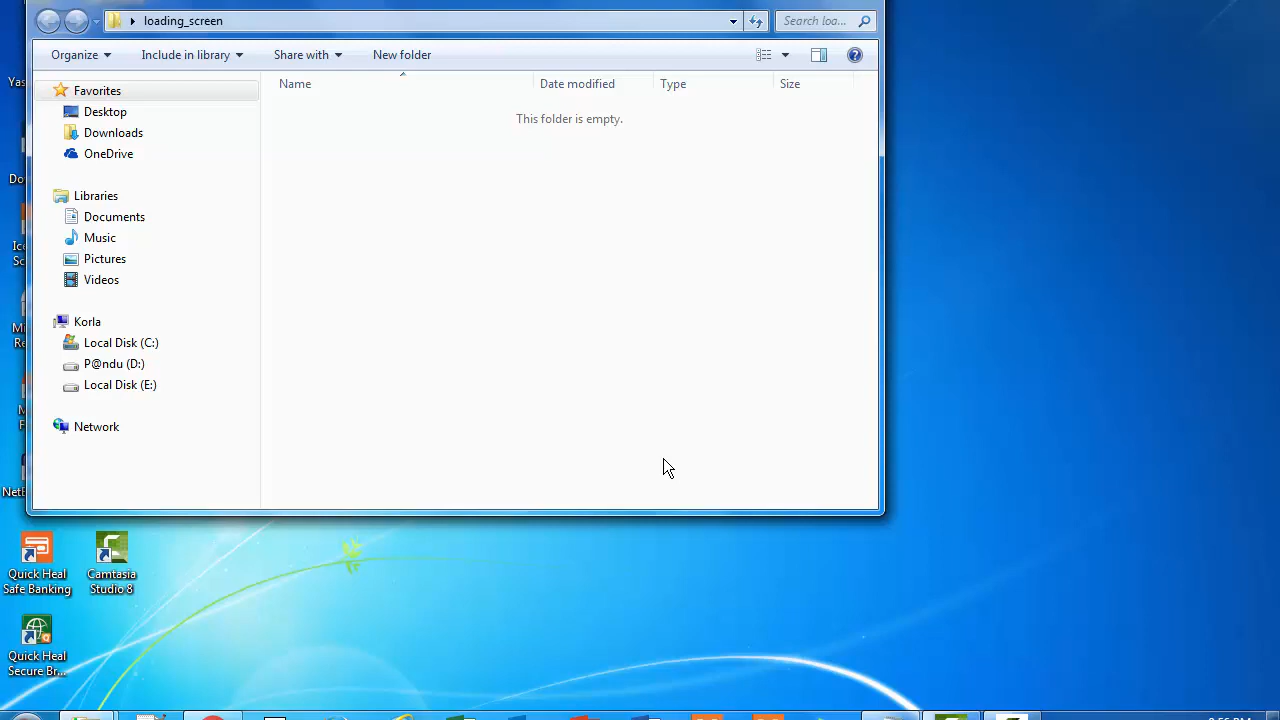 loading_screen
Search loa...
Organize
Include in library
Share with
New folder
Name
Date modified
Type
Size
This folder is empty.
Favorites
Desktop
Downloads
OneDrive
Libraries
Documents
Music
Pictures
Videos
Korla
Local Disk (C:)
P@ndu (D:)
Local Disk (E:)
Network
Quick Heal
Safe Banking
Camtasia
Studio 8
Quick Heal
Secure Br...